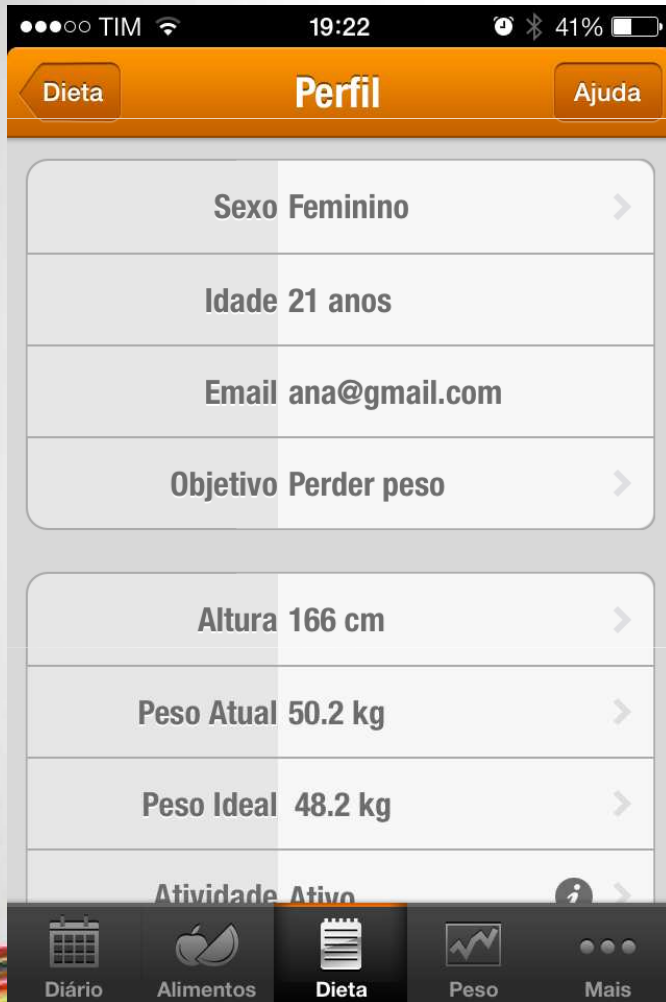 TIM 19:22 41%
Dieta Perfil Ajuda
Sexo Feminino
Idade 21 anos
Email ana@gmail.com
Objetivo Perder peso
Altura 166 cm
Peso Atual 50.2 kg
Peso Ideal 48.2 kg
Atividade Ativo i
Diário Alimentos Dieta Peso Mais